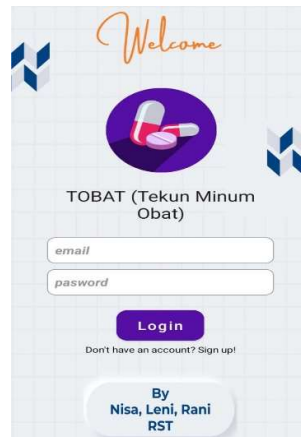 Welcome
TOBAT (Tekun Minum
Obat)
email
pasword
Login
Don't have an account? Sign up!
By
Nisa, Leni, Rani
RST